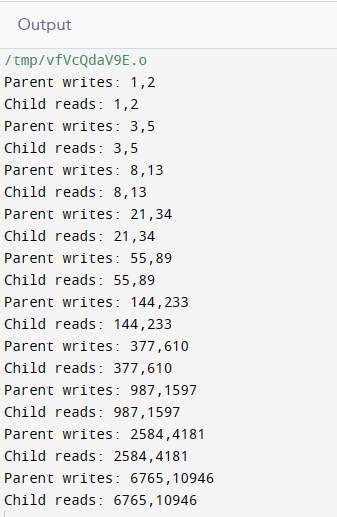 Output
/tmp/vfVcQdaV9E.o
Parent writes: 1,2
Child reads: 1,2
Parent writes: 3,5
Child reads: 3,5
Parent writes: 8,13
Child reads: 8,13
Parent writes: 21,34
Child reads: 21,34
Parent writes: 55,89
Child reads: 55,89
Parent writes: 144,233
Child reads: 144,233
Parent writes: 377,610
Child reads: 377,610
Parent writes: 987,1597
Child reads: 987,1597
Parent writes: 2584,4181
Child reads: 2584,4181
Parent writes: 6765,10946
Child reads: 6765,10946